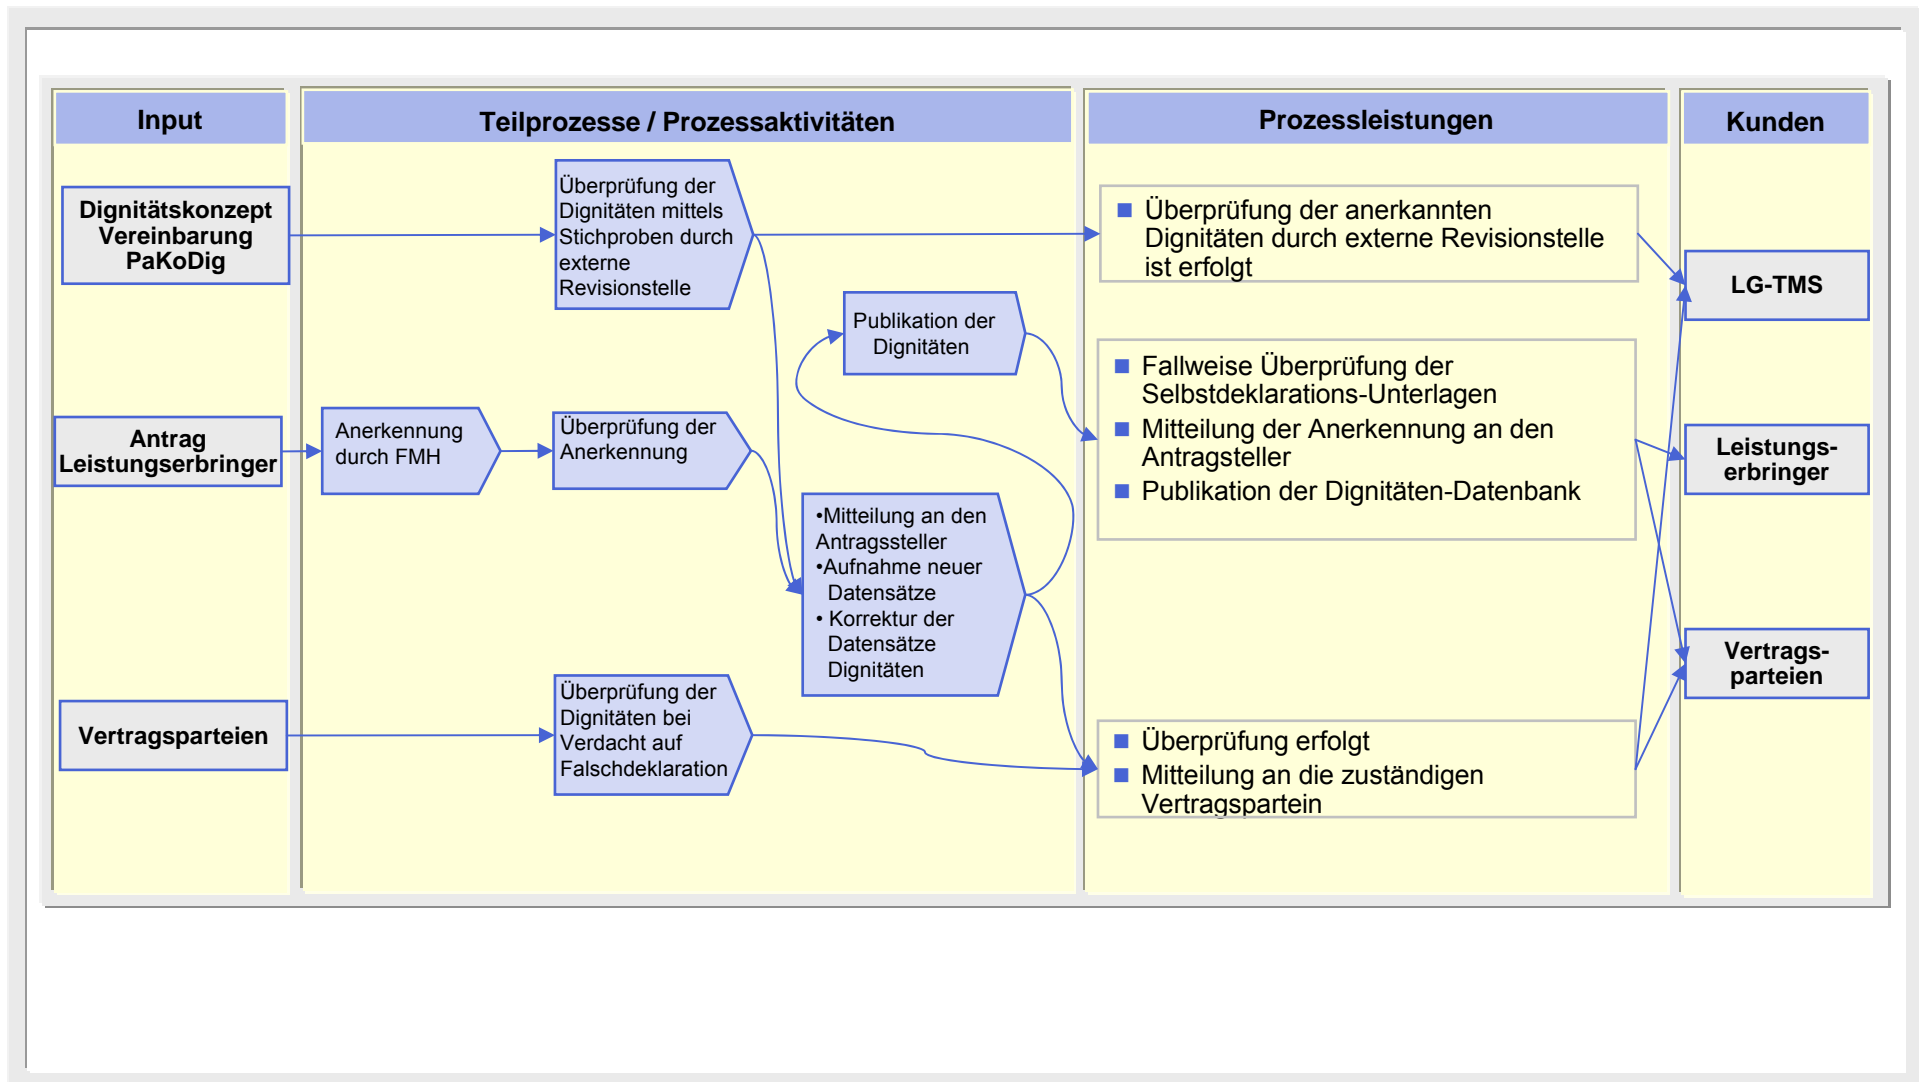 Input
Teilprozesse / Prozessaktivitäten
Prozessleistungen
Kunden
Dignitätskonzept
Vereinbarung
PaKoDig
Überprüfung der
Dignitäten mittels
Stichproben durch
externe
Revisionstelle
Überprüfung der anerkannten
Dignitäten durch externe Revisionstelle
ist erfolgt
LG-TMS
Publikation der
Dignitäten
Fallweise Überprüfung der
Selbstdeklarations-Unterlagen
Mitteilung der Anerkennung an den
Antragsteller
Publikation der Dignitäten-Datenbank
Antrag
Leistungserbringer
Anerkennung
durch FMH
Überprüfung der
Anerkennung
Leistungs-
erbringer
•Mitteilung an den
Antragssteller
•Aufnahme neuer
Datensätze
• Korrektur der
Datensätze
Dignitäten
Vertrags-
parteien
Vertragsparteien
Überprüfung der
Dignitäten bei
Verdacht auf
Falschdeklaration
Überprüfung erfolgt
Mitteilung an die zuständigen
Vertragspartein